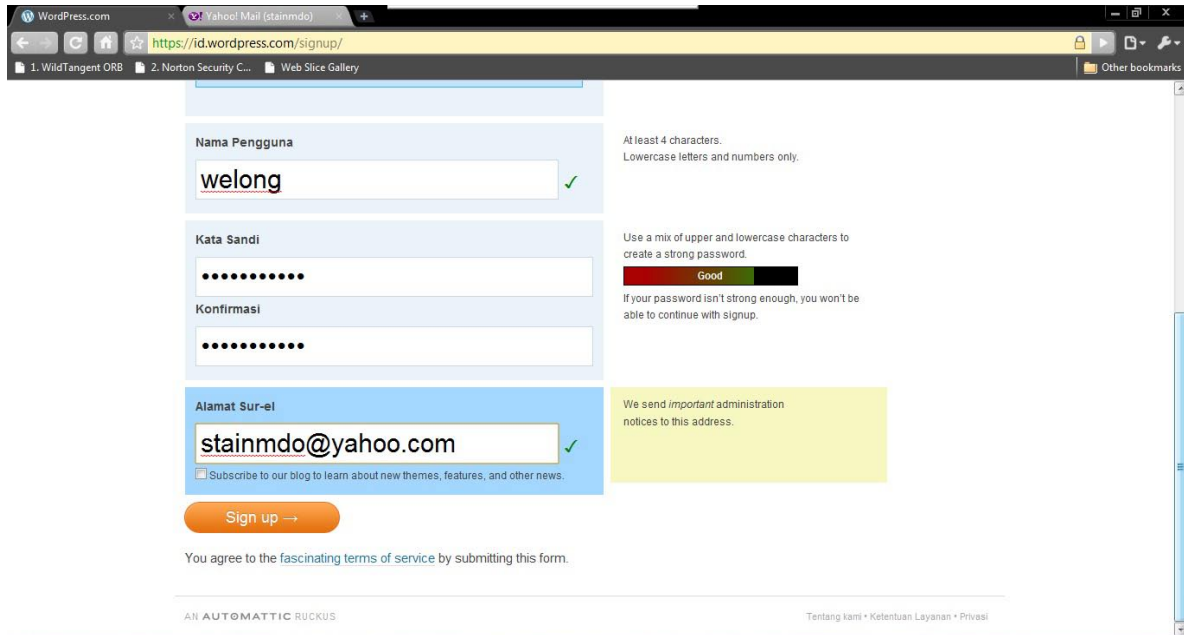 WordPress.com
Yahoo! Mail (stainmdo)
https://id.wordpress.com/signup/
1. WildTangent ORB
2. Norton Security C...
Web Slice Gallery
Other bookmarks
Nama Pengguna
welong
At least 4 characters.
Lowercase letters and numbers only.
Kata Sandi
•••••••••••
Konfirmasi
•••••••••••
Use a mix of upper and lowercase characters to
create a strong password.
Good
If your password isn't strong enough, you won't be
able to continue with signup.
Alamat Sur-el
stainmdo@yahoo.com
Subscribe to our blog to learn about new themes, features, and other news.
We send important administration
notices to this address.
Sign up →
You agree to the fascinating terms of service by submitting this form.
AN AUTOMATTIC RUCKUS
Tentang kami • Ketentuan Layanan • Privasi